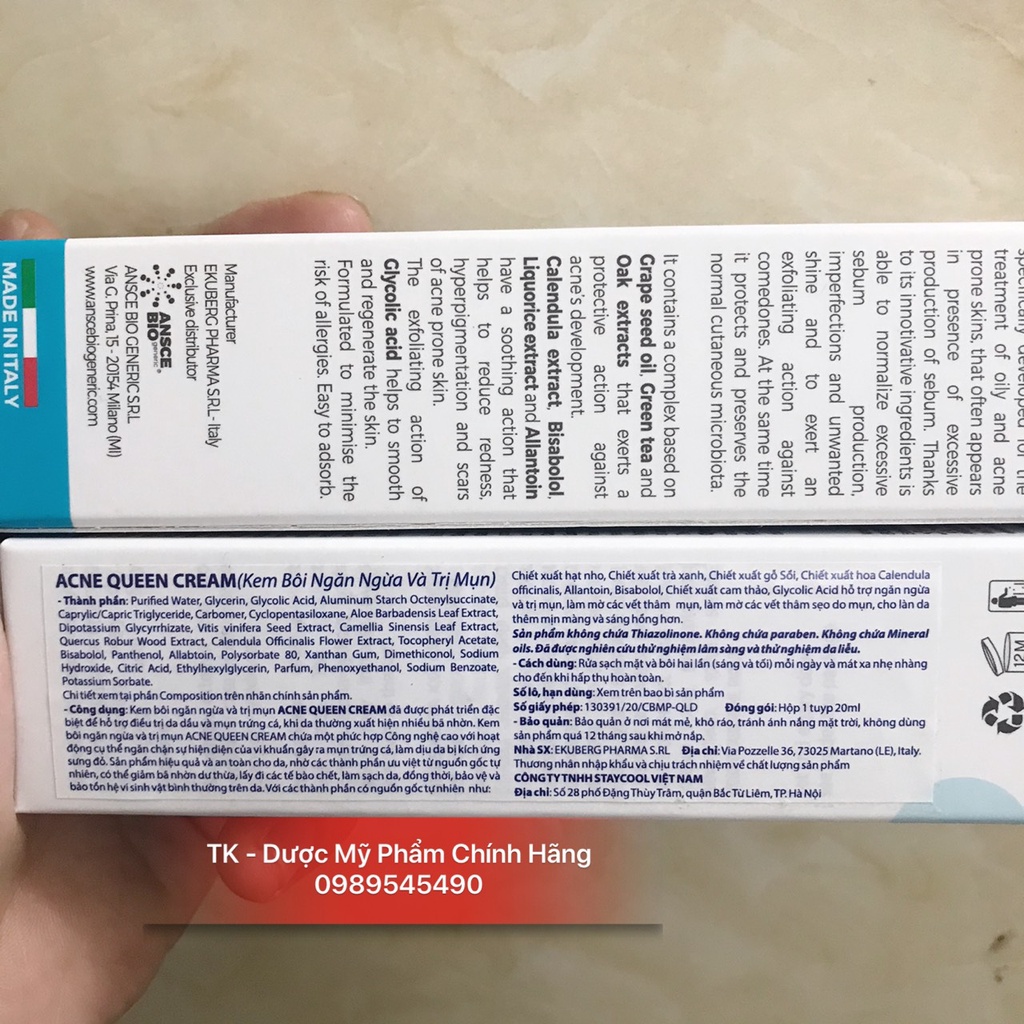 specifically developed for the
treatment of oily and acne
prone skins, that often appears
in presence of excessive
production of sebum. Thanks
to its innotivative ingredients is
able to normalize excessive
sebum production,
imperfections and unwanted
shine and to exert an
exfoliating action against
comedones. At the same time
it protects and preserves the
normal cutaneous microbiota.
It contains a complex based on
Grape seed oil, Green tea and
Oak extracts that exerts a
protective action against
acne's development.
Calendula extract, Bisabolol,
Liquorice extract and Allantoin
have a soothing action that
helps to reduce redness,
hyperpigmentation and scars
of acne prone skin.
The exfoliating action of
Glycolic acid helps to smooth
and regenerate the skin.
Formulated to minimise the
risk of allergies. Easy to adsorb.
Manufacturer
EKUBERG PHARMA S.R.L - Italy
Exclusive distributor
ANSCE
BIO
generic®
ANSCE BIO GENERIC S.R.L.
Via G. Prina, 15 - 20154 Milano (MI)
www.anscebiogeneric.com
MADE IN ITALY
ACNE QUEEN CREAM (Kem Bôi Ngăn Ngừa Và Trị Mụn)
- Thành phần: Purified Water, Glycerin, Glycolic Acid, Aluminum Starch Octenylsuccinate,
Caprylic/Capric Triglyceride, Carbomer, Cyclopentasiloxane, Aloe Barbadensis Leaf Extract,
Dipotassium Glycyrrhizate, Vitis vinifera Seed Extract, Camellia Sinensis Leaf Extract,
Quercus Robur Wood Extract, Calendula Officinalis Flower Extract, Tocopheryl Acetate,
Bisabolol, Panthenol, Allabtoin, Polysorbate 80, Xanthan Gum, Dimethiconol, Sodium
Hydroxide, Citric Acid, Ethylhexylglycerin, Parfum, Phenoxyethanol, Sodium Benzoate,
Potassium Sorbate.
Chi tiết xem tại phần Composition trên nhãn chính sản phẩm.
- Công dụng: Kem bôi ngăn ngừa và trị mụn ACNE QUEEN CREAM đã được phát triển đặc
biệt để hỗ trợ điều trị da dầu và mụn trứng cá, khi da thường xuất hiện nhiều bã nhờn. Kem
bôi ngăn ngừa và trị mụn ACNE QUEEN CREAM chứa một phức hợp Công nghệ cao với hoạt
động cụ thể ngăn chặn sự hiện diện của vi khuẩn gây ra mụn trứng cá, làm dịu da bị kích ứng
sưng đỏ. Sản phẩm hiệu quả và an toàn cho da, nhờ các thành phần ưu việt từ nguồn gốc tự
nhiên, có thể giảm bã nhờn dư thừa, lấy đi các tế bào chết, làm sạch da, đồng thời, bảo vệ và
bảo tồn hệ vi sinh vật bình thường trên da. Với các thành phần có nguồn gốc tự nhiên như:
Chiết xuất hạt nho, Chiết xuất trà xanh, Chiết xuất gỗ Sồi, Chiết xuất hoa Calendula
officinalis, Allantoin, Bisabolol, Chiết xuất cam thảo, Glycolic Acid hỗ trợ ngăn ngừa
và trị mụn, làm mờ các vết thâm mụn, làm mờ các vết thâm sẹo do mụn, cho làn da
thêm mịn màng và sáng hồng hơn.
Sản phẩm không chứa Thiazolinone. Không chứa paraben. Không chứa Mineral
oils. Đã được nghiên cứu thử nghiệm lâm sàng và thử nghiệm da liễu.
- Cách dùng: Rửa sạch mặt và bôi hai lần (sáng và tối) mỗi ngày và mát xa nhẹ nhàng
cho đến khi hấp thụ hoàn toàn.
Số lô, hạn dùng: Xem trên bao bì sản phẩm
Số giấy phép: 130391/20/CBMP-QLD Đóng gói: Hộp 1 tuyp 20ml
- Bảo quản: Bảo quản ở nơi mát mẻ, khô ráo, tránh ánh nắng mặt trời, không dùng
sản phẩm quá 12 tháng sau khi mở nắp.
Nhà SX: EKUBERG PHARMA S.R.L Địa chỉ: Via Pozzelle 36, 73025 Martano (LE), Italy.
Thương nhân nhập khẩu và chịu trách nhiệm về chất lượng sản phẩm
CÔNG TY TNHH STAYCOOL VIỆT NAM
Địa chỉ: Số 28 phố Đặng Thùy Trâm, quận Bắc Từ Liêm, TP. Hà Nội
12M
TK - Dược Mỹ Phẩm Chính Hãng
0989545490